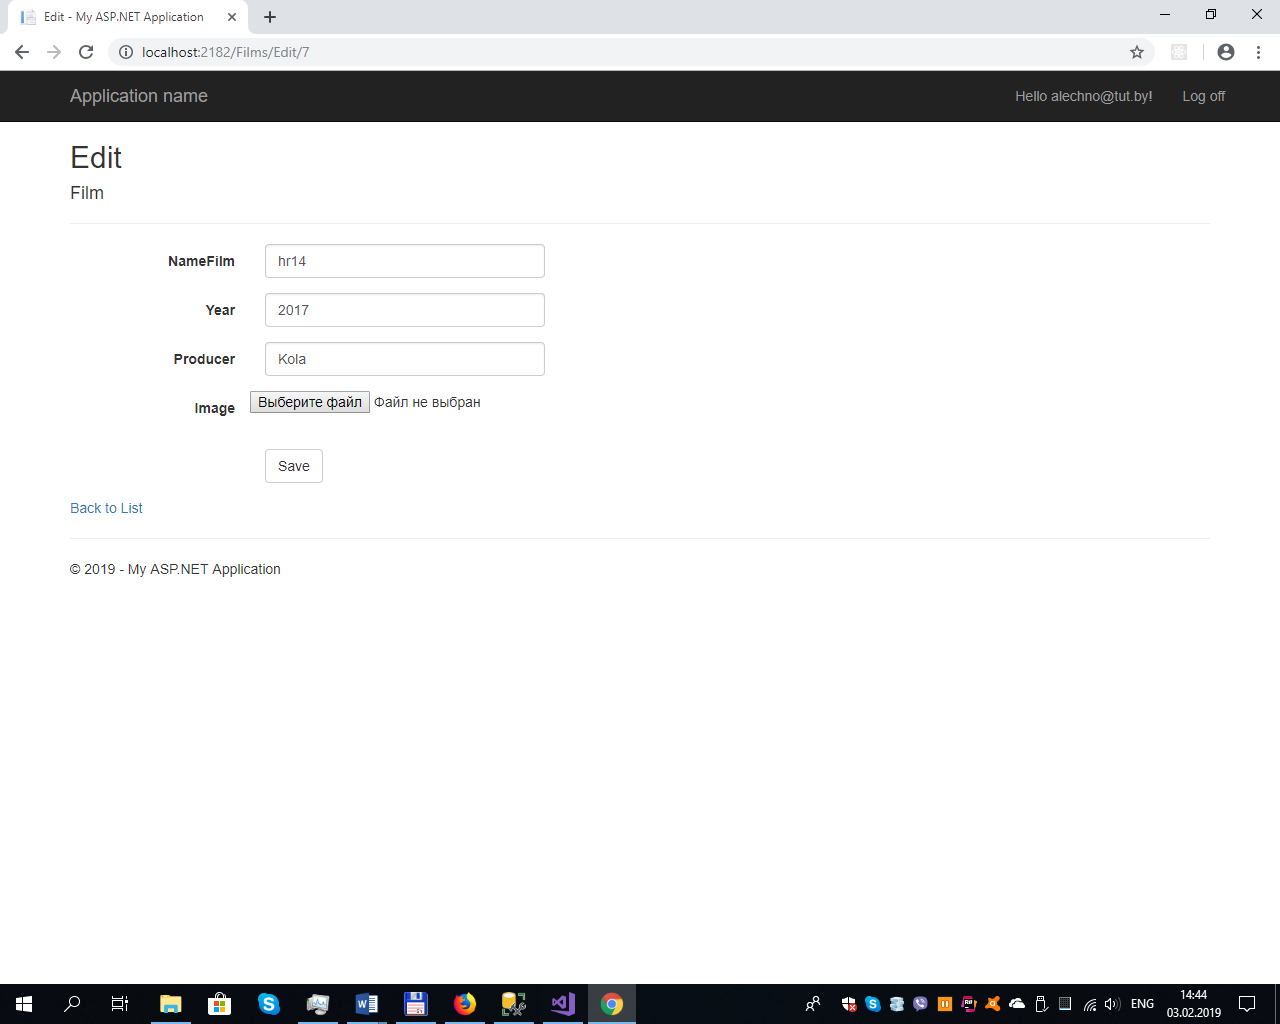 Edit - My ASP.NET Application
localhost:2182/Films/Edit/7
Application name
Hello alechno@tut.by!
Log off
Edit
Film
NameFilm
hr14
Year
2017
Producer
Kola
Image
Выберите файл Файл не выбран
Save
Back to List
© 2019 - My ASP.NET Application
ENG
14:44
03.02.2019